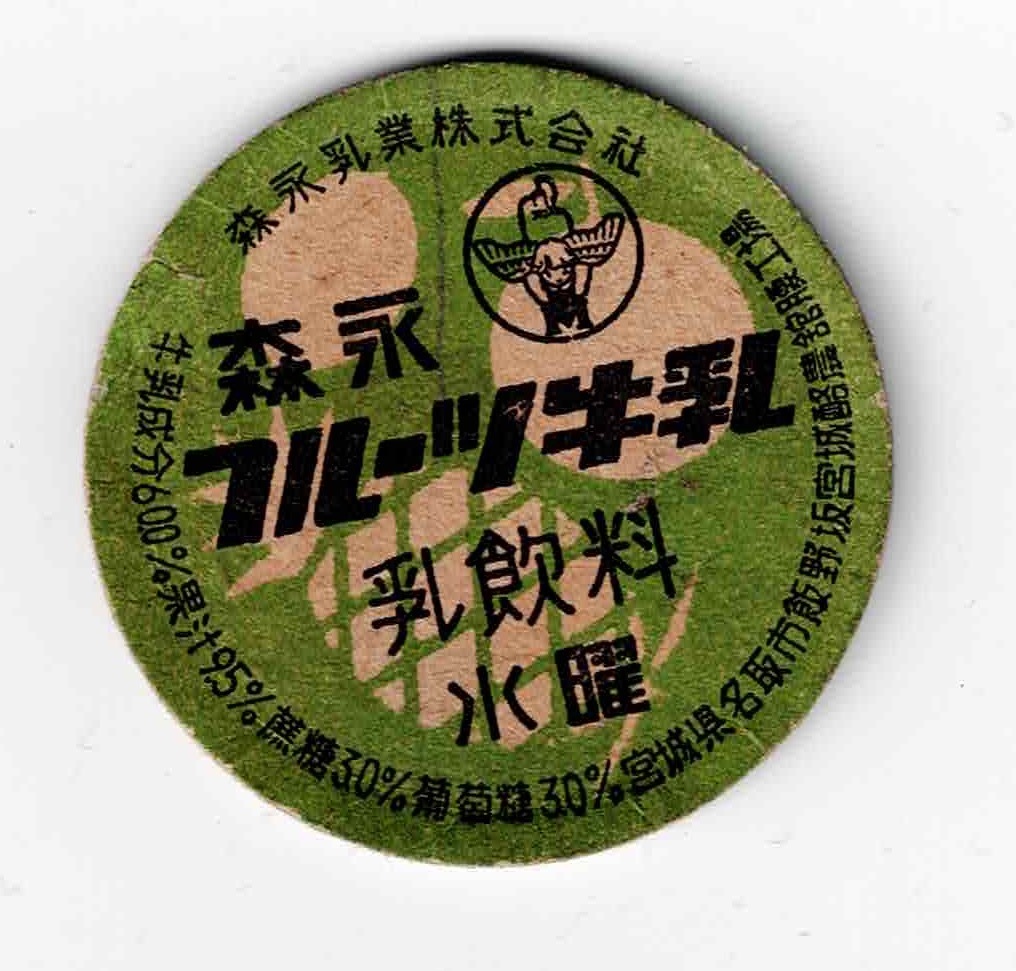 森永乳業株式会社
森永
フルーツ牛乳
乳飲料
水曜
牛乳成分60.0%果汁9.5%蔗糖3.0%葡萄糖3.0%宮城県名取市飯野坂宮城酪農舘腰工場